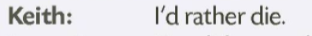 Keith: I'd rather die.